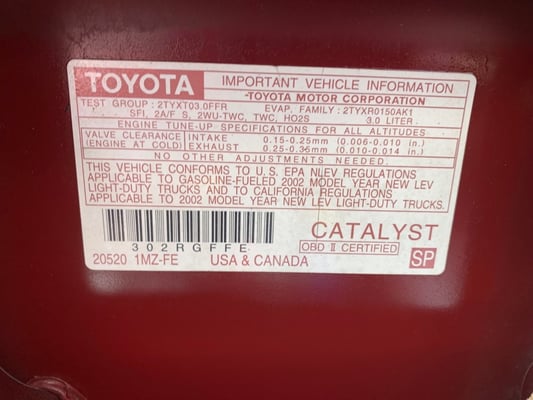 TOYOTA IMPORTANT VEHICLE INFORMATION
TOYOTA MOTOR CORPORATION
TEST GROUP : 2TYXT03.0FFR EVAP. FAMILY : 2TYXR0150AK1
SFI, 2A/F S, 2WU-TWC, TWC, HO2S 3.0 LITER
ENGINE TUNE-UP SPECIFICATIONS FOR ALL ALTITUDES
VALVE CLEARANCE INTAKE 0.15-0.25mm (0.006-0.010 in.)
(ENGINE AT COLD) EXHAUST 0.25-0.36mm (0.010-0.014 in.)
NO OTHER ADJUSTMENTS NEEDED.
THIS VEHICLE CONFORMS TO U.S. EPA NLEV REGULATIONS
APPLICABLE TO GASOLINE-FUELED 2002 MODEL YEAR NEW LEV
LIGHT-DUTY TRUCKS AND TO CALIFORNIA REGULATIONS
APPLICABLE TO 2002 MODEL YEAR NEW LEV LIGHT-DUTY TRUCKS.
302RGFFE CATALYST
OBD II CERTIFIED
20520 1MZ-FE USA & CANADA SP